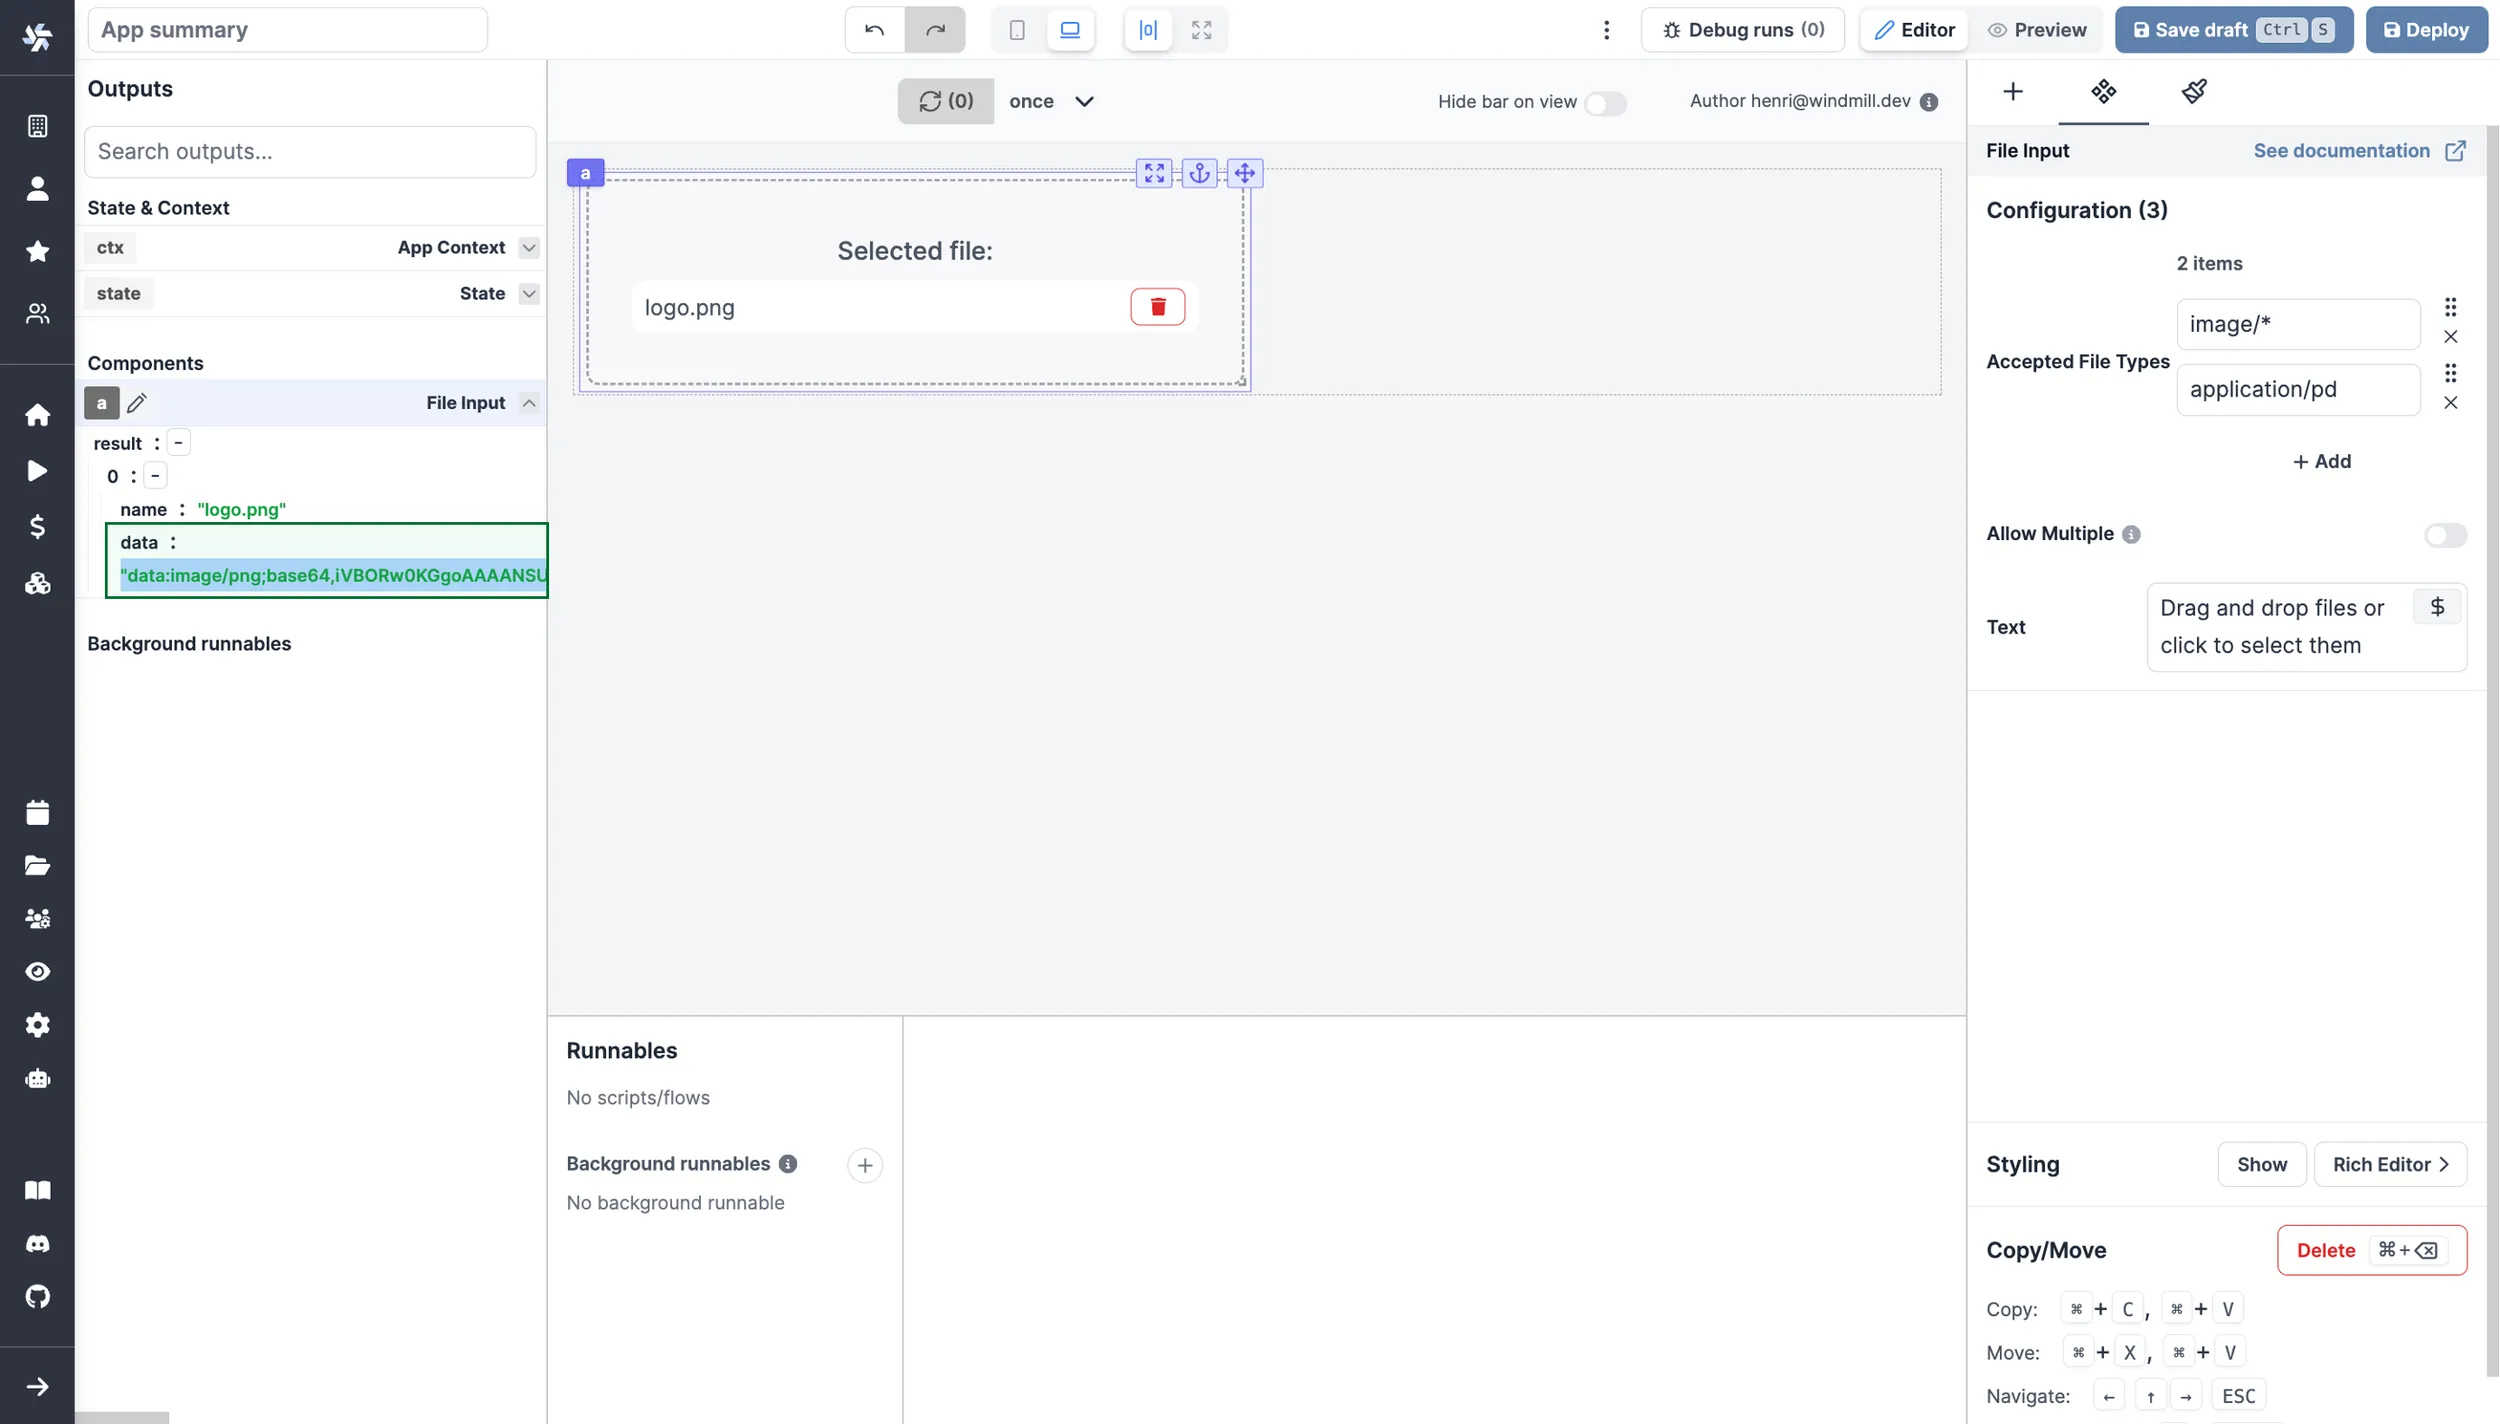 App summary
Debug runs (0)
Editor
Preview
Save draft Ctrl S
Deploy
Outputs
Search outputs...
State & Context
ctx App Context
state State
Components
a File Input
result : -
0 : -
name : "logo.png"
data :
"data:image/png;base64,iVBORw0KGgoAAAANSU
Background runnables
(0) once
Hide bar on view
Author henri@windmill.dev
a
Selected file:
logo.png
Runnables
No scripts/flows
Background runnables
No background runnable
File Input See documentation
Configuration (3)
2 items
Accepted File Types
image/*
application/pd
+ Add
Allow Multiple
Text
Drag and drop files or
click to select them
$
Styling Show Rich Editor
Copy/Move Delete ⌘+⌫
Copy: ⌘ + C, ⌘ + V
Move: ⌘ + X, ⌘ + V
Navigate: ← ↑ → ESC